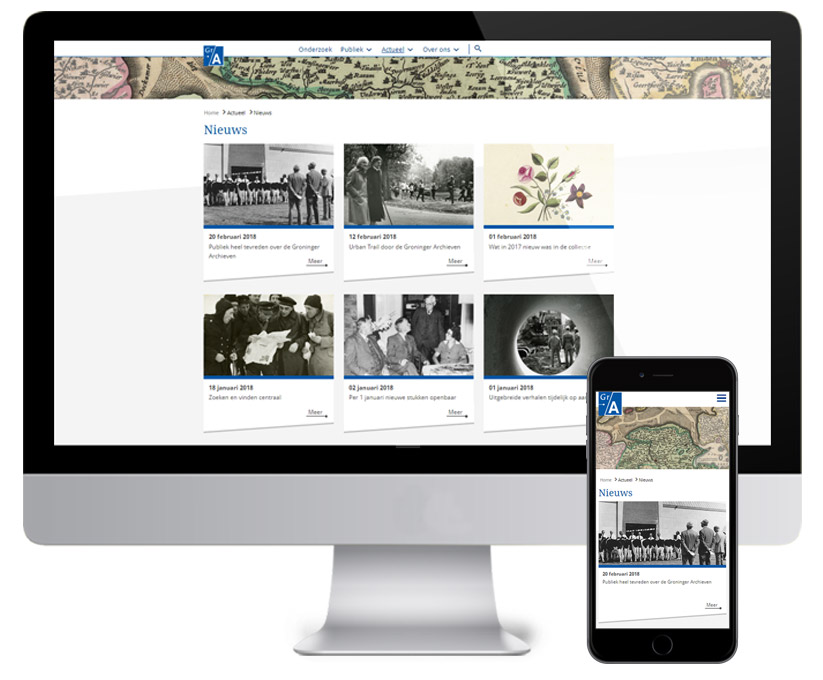 Gr
A
Onderzoek Publiek Actueel Over ons
Home Actueel Nieuws
Nieuws
20 februari 2018
Publiek heel tevreden over de Groninger
Archieven
Meer
12 februari 2018
Urban Trail door de Groninger Archieven
Meer
01 februari 2018
Wat in 2017 nieuw was in de collectie
Meer
18 januari 2018
Zoeken en vinden centraal
Meer
02 januari 2018
Per 1 januari nieuwe stukken openbaar
Meer
01 januari 2018
Uitgebreide verhalen tijdelijk op
Gr
A
Home Actueel Nieuws
Nieuws
20 februari 2018
Publiek heel tevreden over de Groninger Archieven
Meer